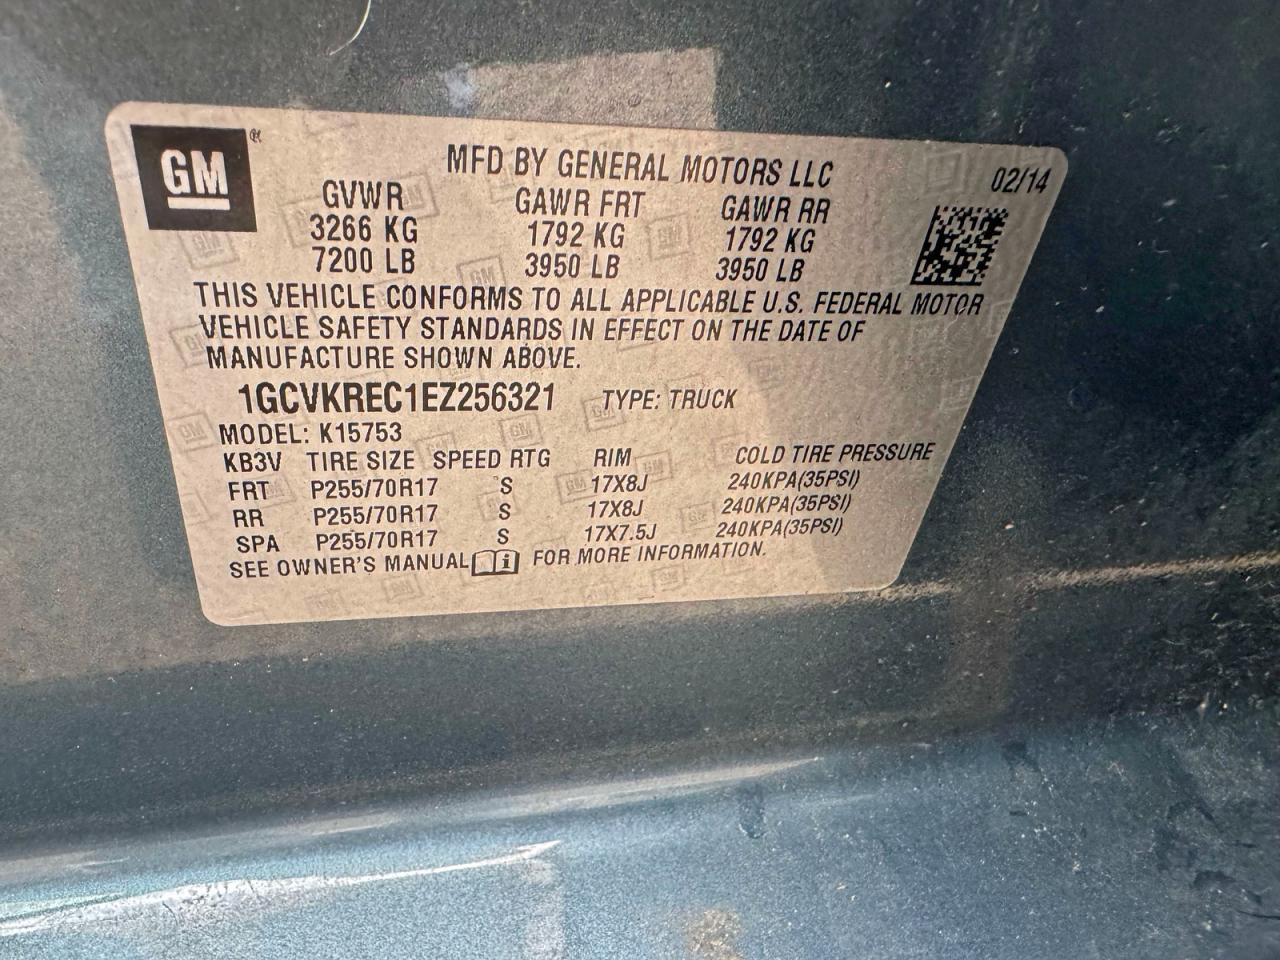 GM ®
MFD BY GENERAL MOTORS LLC 02/14
GVWR GAWR FRT GAWR RR
3266 KG 1792 KG 1792 KG
7200 LB 3950 LB 3950 LB
THIS VEHICLE CONFORMS TO ALL APPLICABLE U.S. FEDERAL MOTOR
VEHICLE SAFETY STANDARDS IN EFFECT ON THE DATE OF
MANUFACTURE SHOWN ABOVE.
1GCVKREC1EZ256321 TYPE: TRUCK
MODEL: K15753
KB3V TIRE SIZE SPEED RTG RIM COLD TIRE PRESSURE
FRT P255/70R17 S 17X8J 240KPA(35PSI)
RR P255/70R17 S 17X8J 240KPA(35PSI)
SPA P255/70R17 S 17X7.5J 240KPA(35PSI)
SEE OWNER'S MANUAL i FOR MORE INFORMATION.